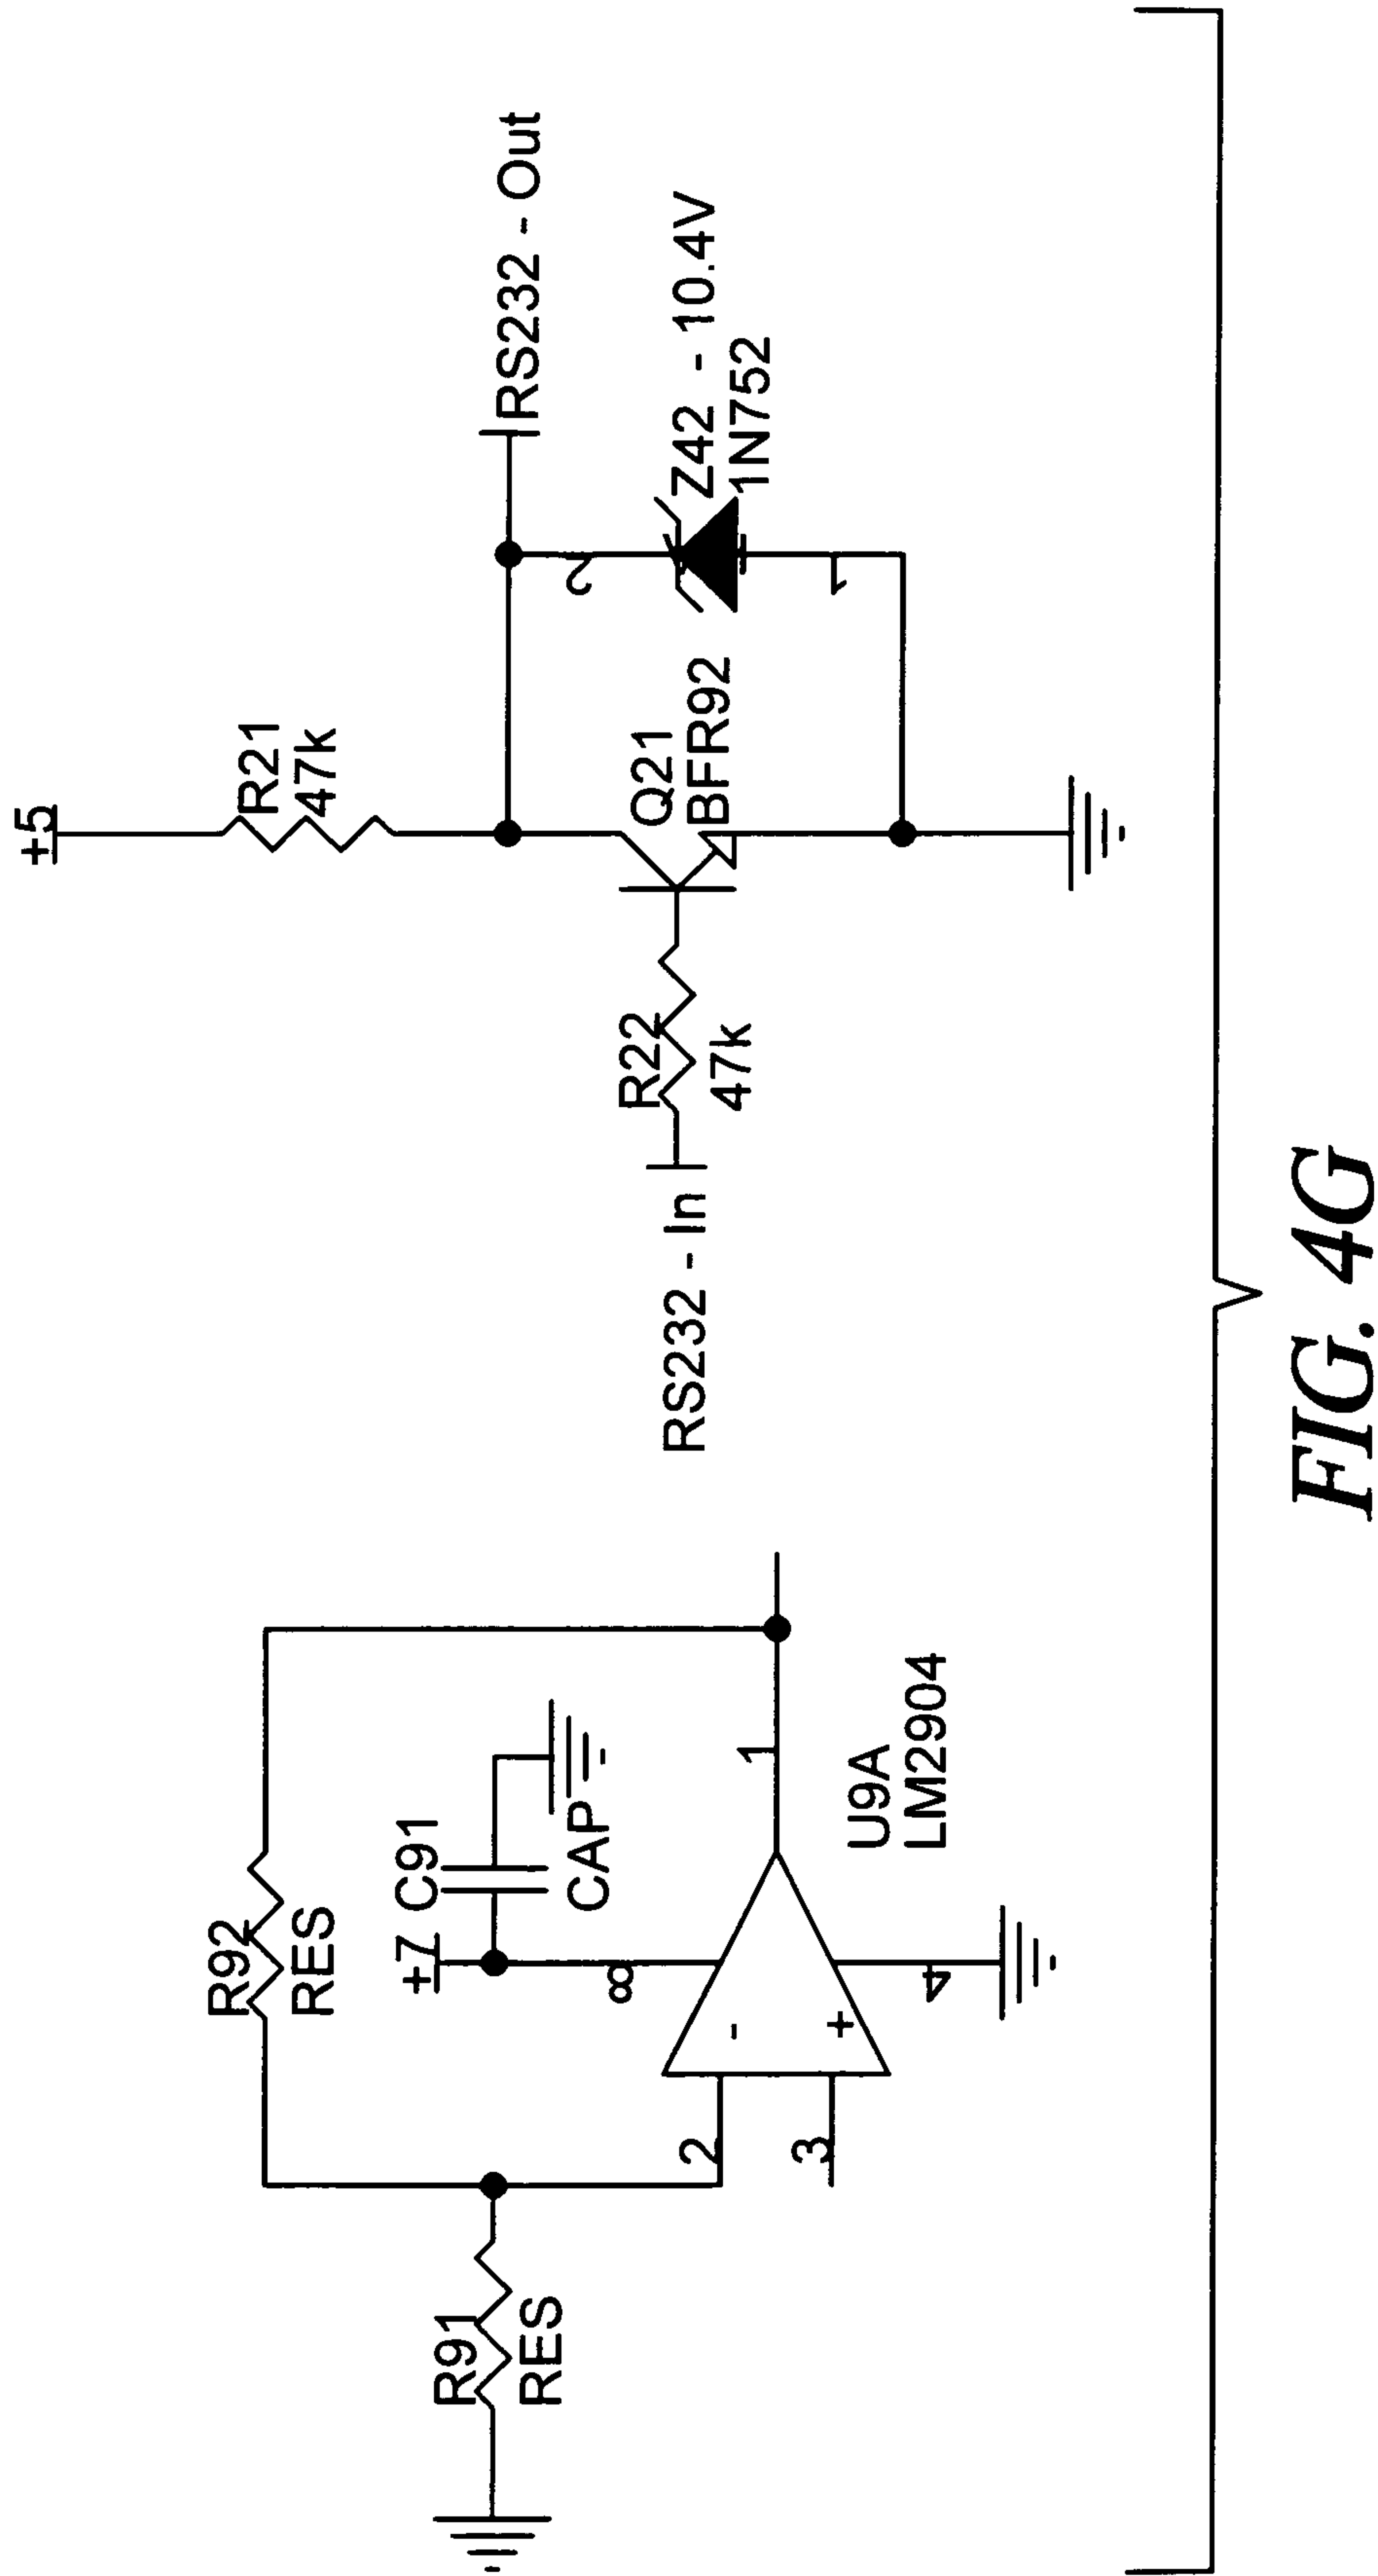 R92
RES
+7
C91
CAP
8
R91
RES
2
3
-
+
4
1
U9A
LM2904
+5
R21
47k
RS232 - Out
RS232 - In
R22
47k
Q21
BFR92
2
Z42 - 10.4V
1N752
1
FIG. 4G